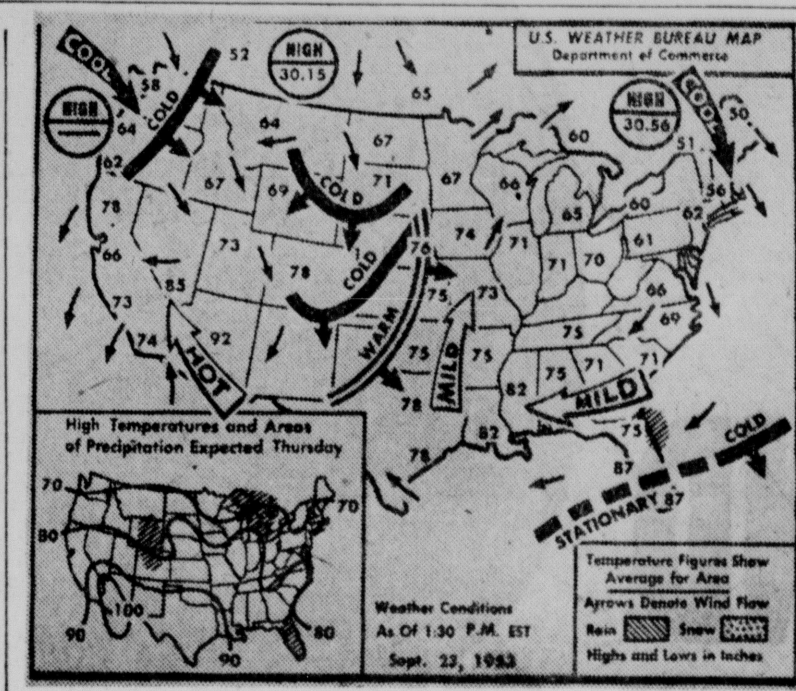 U.S. WEATHER BUREAU MAP
Department of Commerce
COOL
58
COLD
52
HIGH
30.15
65
HIGH
30.56
COOL
50
HIGH
64
64
67
60
51
62
67
69
COLD
71
67
66
65
60
56
62
78
66
73
78
COLD
76
74
71
71
70
61
73
85
75
73
66
69
74
92
HOT
WARM
75
MILD
75
75
82
75
71
71
MILD
78
78
82
75
87
COLD
STATIONARY
87
High Temperatures and Areas
of Precipitation Expected Thursday
70
70
80
100
90
90
80
Weather Conditions
As Of 1:30 P.M. EST
Sept. 23, 1953
Temperature Figures Show
Average for Area
Arrows Denote Wind Flow
Rain Snow
Highs and Lows in Inches